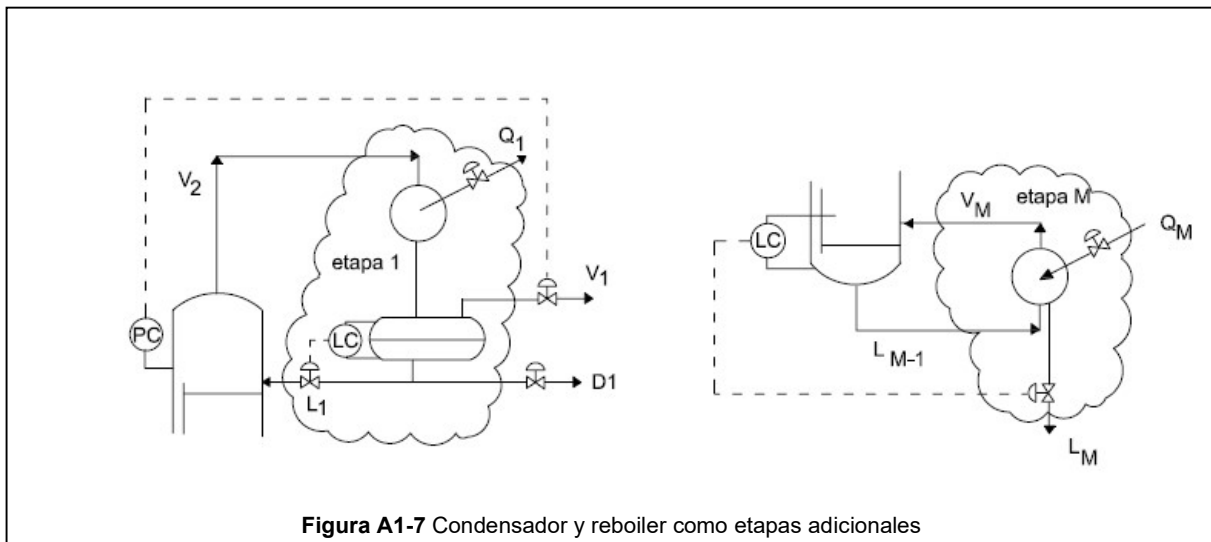 Q1
V2
etapa 1
V1
PC
LC
L1
D1
etapa M
VM
QM
LC
LM-1
LM
Figura A1-7 Condensador y reboiler como etapas adicionales